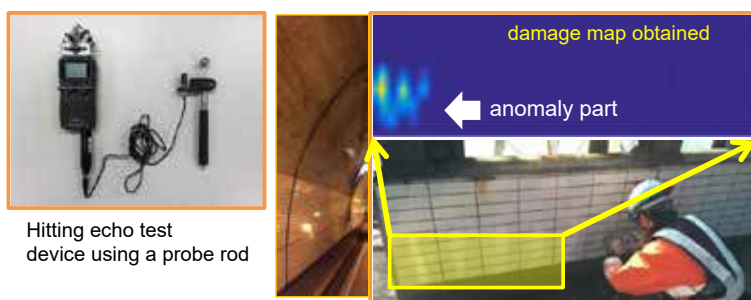 damage map obtained
anomaly part
Hitting echo test
device using a probe rod